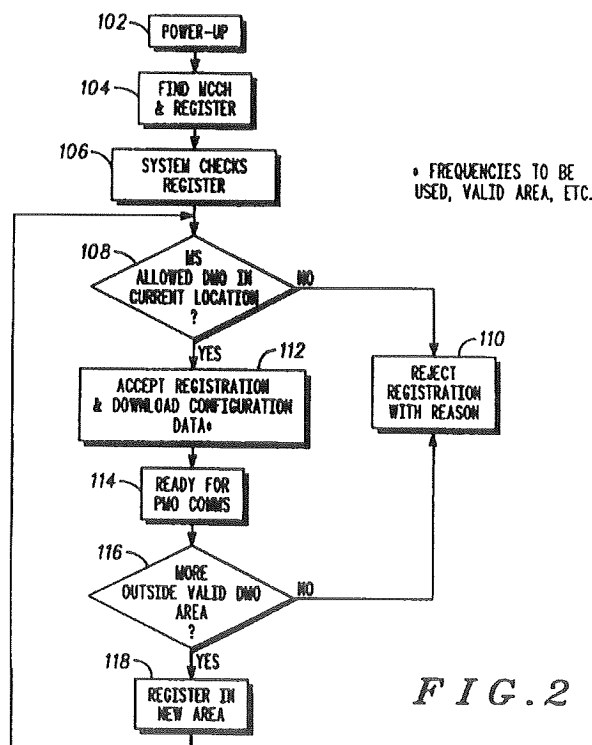 102
POWER-UP
104
FIND MCCH
& REGISTER
106
SYSTEM CHECKS
REGISTER
• FREQUENCIES TO BE
USED, VALID AREA, ETC.
108
MS
ALLOWED DMO IN
CURRENT LOCATION
?
NO
YES
110
REJECT
REGISTRATION
WITH REASON
112
ACCEPT REGISTRATION
& DOWNLOAD CONFIGURATION
DATA•
114
READY FOR
PMO COMMS
116
MORE
OUTSIDE VALID DMO
AREA
?
NO
YES
118
REGISTER IN
NEW AREA
FIG.2